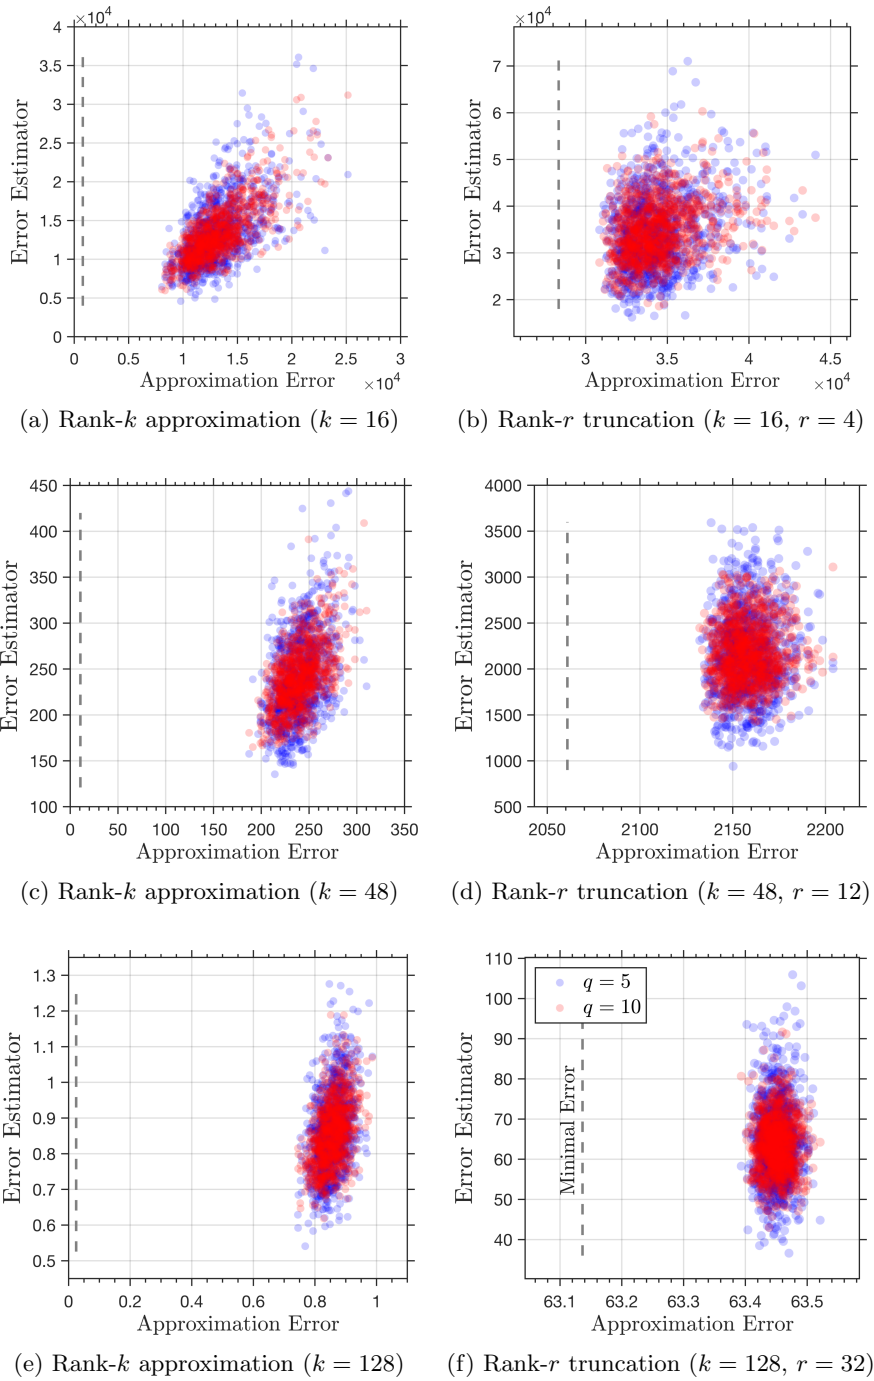 ×10⁴
4
3.5
3
2.5
2
1.5
1
0.5
0
Error Estimator
0 0.5 1 1.5 2 2.5 3
Approximation Error ×10⁴
(a) Rank-k approximation (k = 16)
×10⁴
7
6
5
4
3
2
Error Estimator
3 3.5 4 4.5
Approximation Error ×10⁴
(b) Rank-r truncation (k = 16, r = 4)
450
400
350
300
250
200
150
100
Error Estimator
0 50 100 150 200 250 300 350
Approximation Error
(c) Rank-k approximation (k = 48)
4000
3500
3000
2500
2000
1500
1000
500
Error Estimator
2050 2100 2150 2200
Approximation Error
(d) Rank-r truncation (k = 48, r = 12)
1.3
1.2
1.1
1
0.9
0.8
0.7
0.6
0.5
Error Estimator
0 0.2 0.4 0.6 0.8 1
Approximation Error
(e) Rank-k approximation (k = 128)
110
100
90
80
70
60
50
40
Error Estimator
q = 5
q = 10
Minimal Error
63.1 63.2 63.3 63.4 63.5
Approximation Error
(f) Rank-r truncation (k = 128, r = 32)